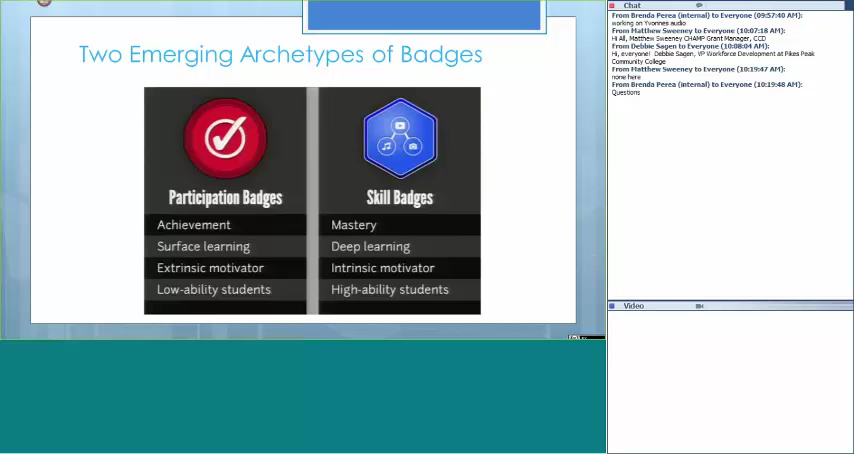 Two Emerging Archetypes of Badges
Participation Badges
Achievement
Surface learning
Extrinsic motivator
Low-ability students
Skill Badges
Mastery
Deep learning
Intrinsic motivator
High-ability students
Chat
From Brenda Perea (internal) to Everyone (09:57:40 AM):
working on Yvonnes audio
From Matthew Sweeney to Everyone (10:07:18 AM):
Hi All, Matthew Sweeney CHAMP Grant Manager, CCD
From Debbie Sagen to Everyone (10:08:04 AM):
Hi, everyone! Debbie Sagen, VP Workforce Development at Pikes Peak
Community College
From Matthew Sweeney to Everyone (10:19:47 AM):
none here
From Brenda Perea (internal) to Everyone (10:19:48 AM):
Questions
Video